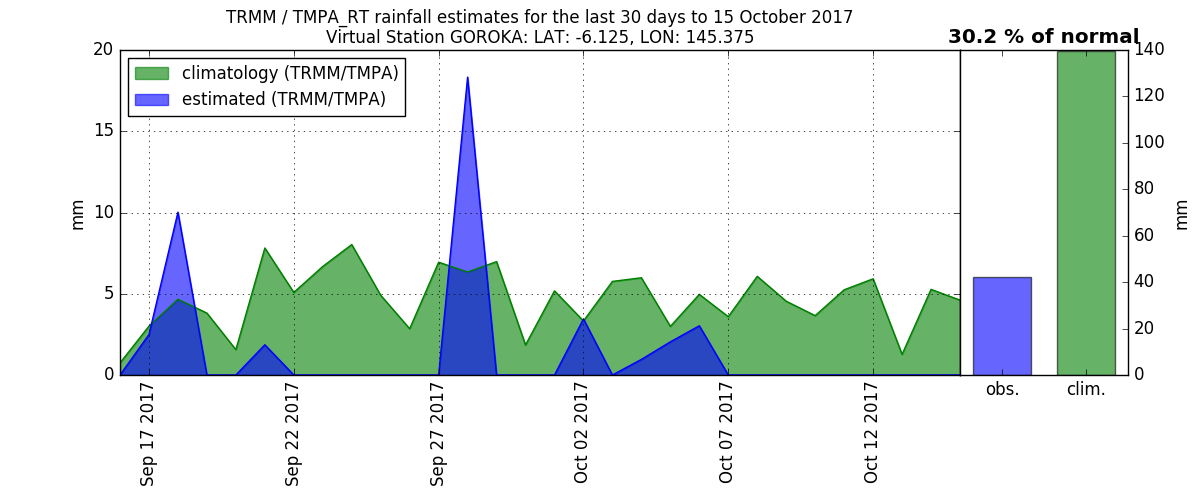 TRMM / TMPA_RT rainfall estimates for the last 30 days to 15 October 2017
Virtual Station GOROKA: LAT: -6.125, LON: 145.375
30.2 % of normal
climatology (TRMM/TMPA)
estimated (TRMM/TMPA)
20
15
10
5
0
mm
140
120
100
80
60
40
20
0
mm
Sep 17 2017
Sep 22 2017
Sep 27 2017
Oct 02 2017
Oct 07 2017
Oct 12 2017
obs.
clim.